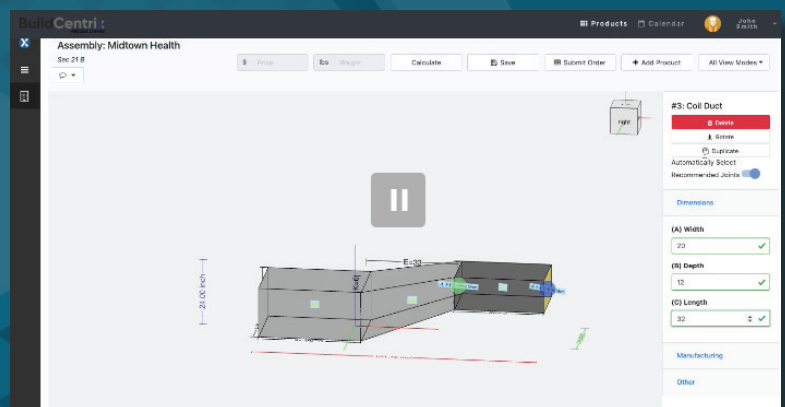 BuildCentrix
Products
Calendar
John Smith
Assembly: Midtown Health
Sec 21 B
$ Price
lbs Weight
Calculate
Save
Submit Order
+ Add Product
All View Modes
right
#3: Coil Duct
Delete
Rotate
Duplicate
Automatically Select
Recommended Joints
Dimensions
(A) Width
20
(B) Depth
12
(C) Length
32
Manufacturing
Other
E=33
24.00 inch